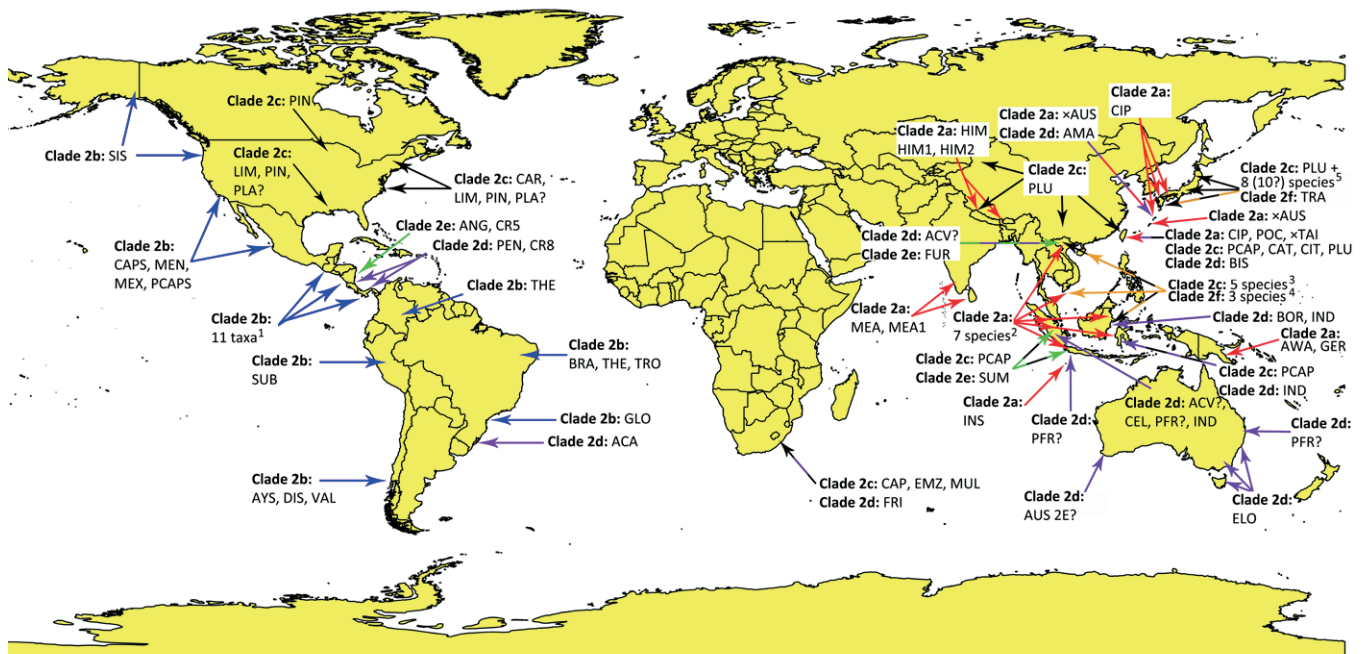 Clade 2c: PIN
Clade 2b: SIS
Clade 2c:
LIM, PIN,
PLA?
Clade 2c: CAR,
LIM, PIN, PLA?
Clade 2b:
CAPS, MEN,
MEX, PCAPS
Clade 2e: ANG, CR5
Clade 2d: PEN, CR8
Clade 2b: THE
Clade 2b:
11 taxa¹
Clade 2b:
SUB
Clade 2b:
BRA, THE, TRO
Clade 2b: GLO
Clade 2d: ACA
Clade 2b:
AYS, DIS, VAL
Clade 2a: HIM
HIM1, HIM2
Clade 2a: ×AUS
Clade 2d: AMA
Clade 2a:
CIP
Clade 2c:
PLU
Clade 2c: PLU +
8 (10?) species⁵
Clade 2f: TRA
Clade 2a: ×AUS
Clade 2a: CIP, POC, ×TAI
Clade 2c: PCAP, CAT, CIT, PLU
Clade 2d: BIS
Clade 2d: ACV?
Clade 2e: FUR
Clade 2c: 5 species³
Clade 2f: 3 species⁴
Clade 2a:
MEA, MEA1
Clade 2a:
7 species²
Clade 2d: BOR, IND
Clade 2a:
AWA, GER
Clade 2c: PCAP
Clade 2e: SUM
Clade 2c: PCAP
Clade 2d: IND
Clade 2a:
INS
Clade 2d:
PFR?
Clade 2d: ACV?,
CEL, PFR?, IND
Clade 2d:
PFR?
Clade 2c: CAP, EMZ, MUL
Clade 2d: FRI
Clade 2d:
AUS 2E?
Clade 2d:
ELO